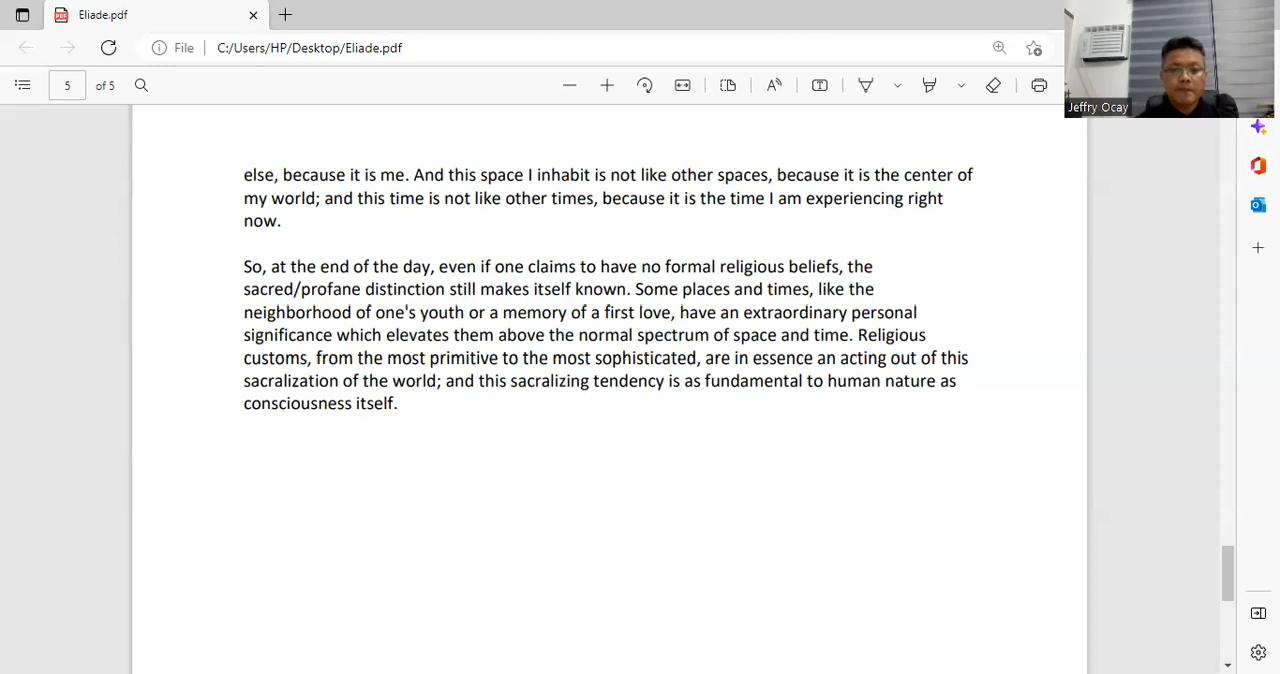 Eliade.pdf
File
C:/Users/HP/Desktop/Eliade.pdf
5 of 5
Jeffry Ocay
else, because it is me. And this space I inhabit is not like other spaces, because it is the center of
my world; and this time is not like other times, because it is the time I am experiencing right
now.
So, at the end of the day, even if one claims to have no formal religious beliefs, the
sacred/profane distinction still makes itself known. Some places and times, like the
neighborhood of one's youth or a memory of a first love, have an extraordinary personal
significance which elevates them above the normal spectrum of space and time. Religious
customs, from the most primitive to the most sophisticated, are in essence an acting out of this
sacralization of the world; and this sacralizing tendency is as fundamental to human nature as
consciousness itself.